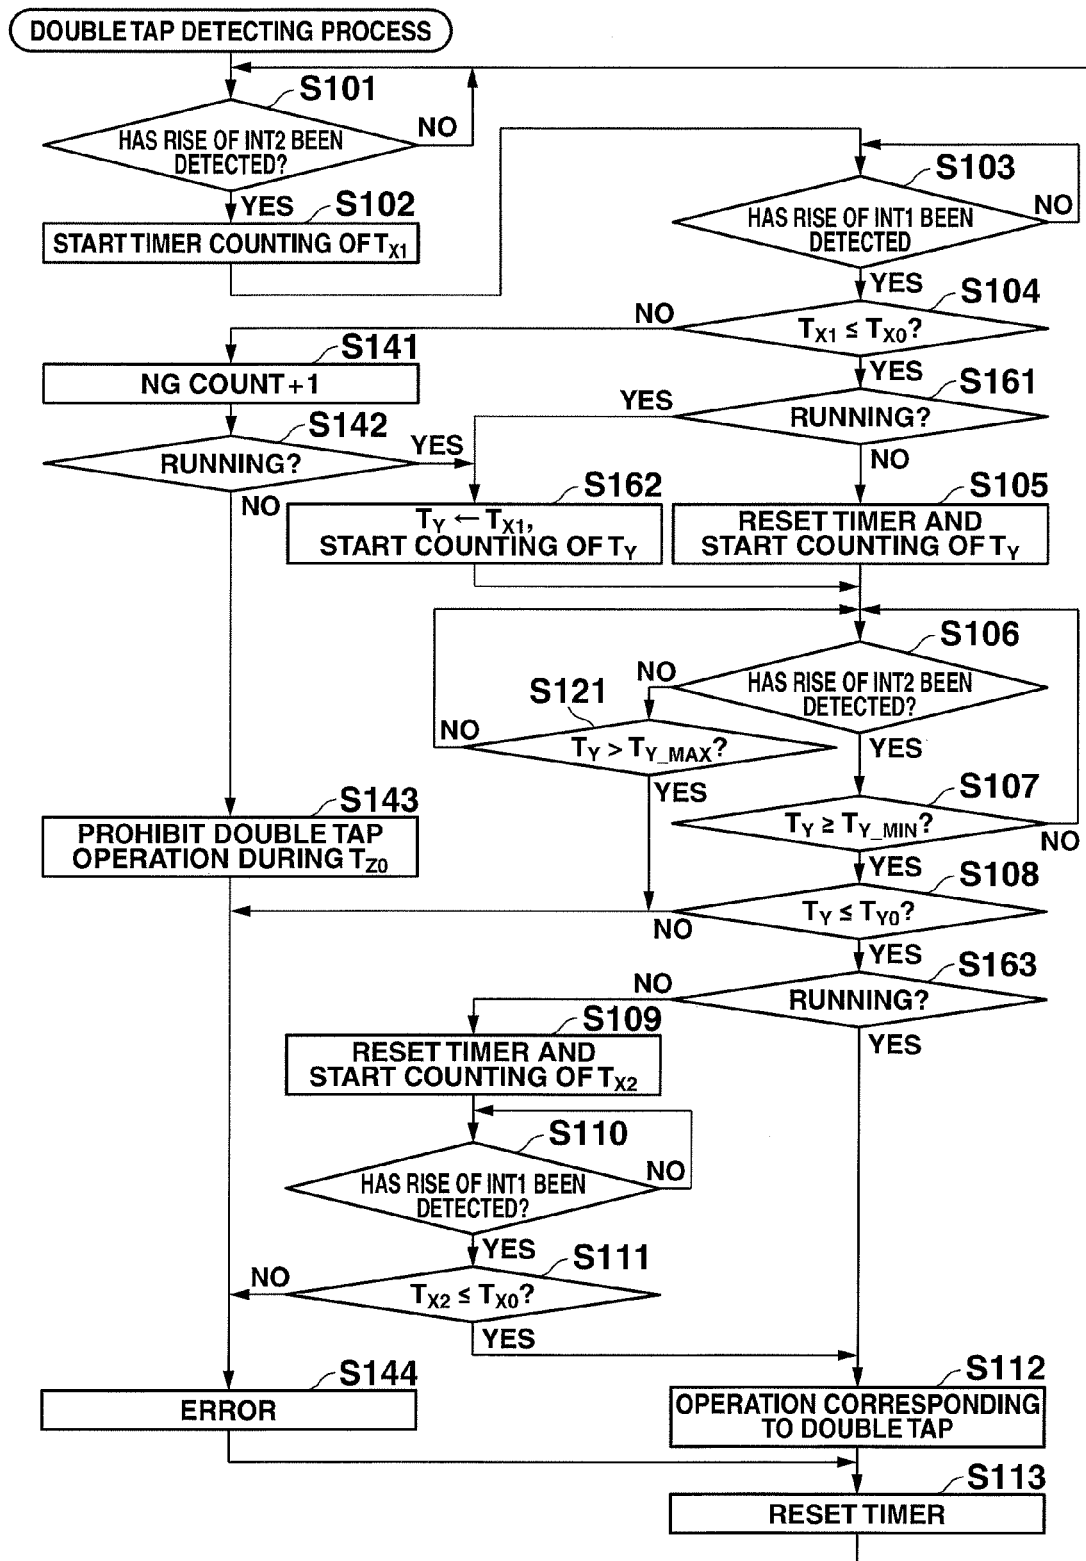 DOUBLE TAP DETECTING PROCESS
S101
HAS RISE OF INT2 BEEN
DETECTED?
NO
YES
S102
START TIMER COUNTING OF TX1
S103
HAS RISE OF INT1 BEEN
DETECTED
NO
YES
S104
TX1 ≤ TX0?
NO
YES
S141
NG COUNT+1
S161
RUNNING?
YES
NO
S142
RUNNING?
YES
NO
S162
TY ← TX1,
START COUNTING OF TY
S105
RESET TIMER AND
START COUNTING OF TY
S106
HAS RISE OF INT2 BEEN
DETECTED?
NO
YES
S121
TY > TY_MAX?
NO
YES
S107
TY ≥ TY_MIN?
NO
YES
S143
PROHIBIT DOUBLE TAP
OPERATION DURING TZ0
S108
TY ≤ TY0?
NO
YES
S163
RUNNING?
NO
YES
S109
RESET TIMER AND
START COUNTING OF TX2
S110
HAS RISE OF INT1 BEEN
DETECTED?
NO
YES
S111
TX2 ≤ TX0?
NO
YES
S144
ERROR
S112
OPERATION CORRESPONDING
TO DOUBLE TAP
S113
RESET TIMER